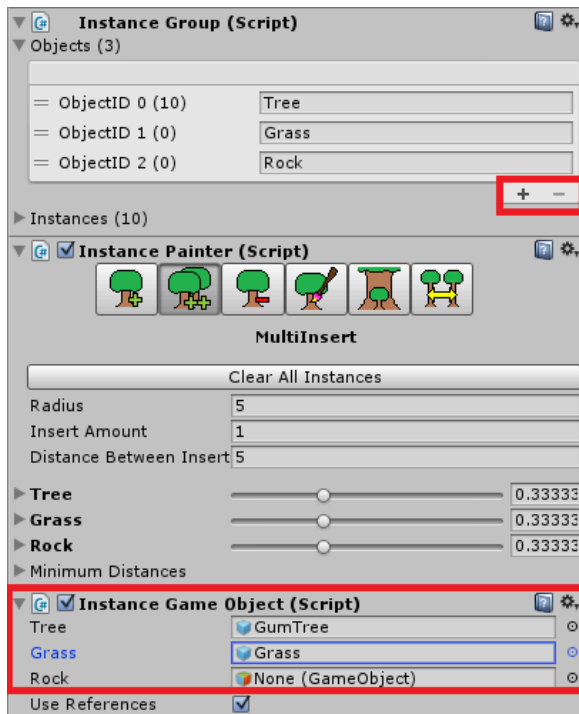 Instance Group (Script)
Objects (3)
ObjectID 0 (10) Tree
ObjectID 1 (0) Grass
ObjectID 2 (0) Rock
+ −
Instances (10)
Instance Painter (Script)
MultiInsert
Clear All Instances
Radius 5
Insert Amount 1
Distance Between Insert 5
Tree 0.33333
Grass 0.33333
Rock 0.33333
Minimum Distances
Instance Game Object (Script)
Tree GumTree
Grass Grass
Rock None (GameObject)
Use References